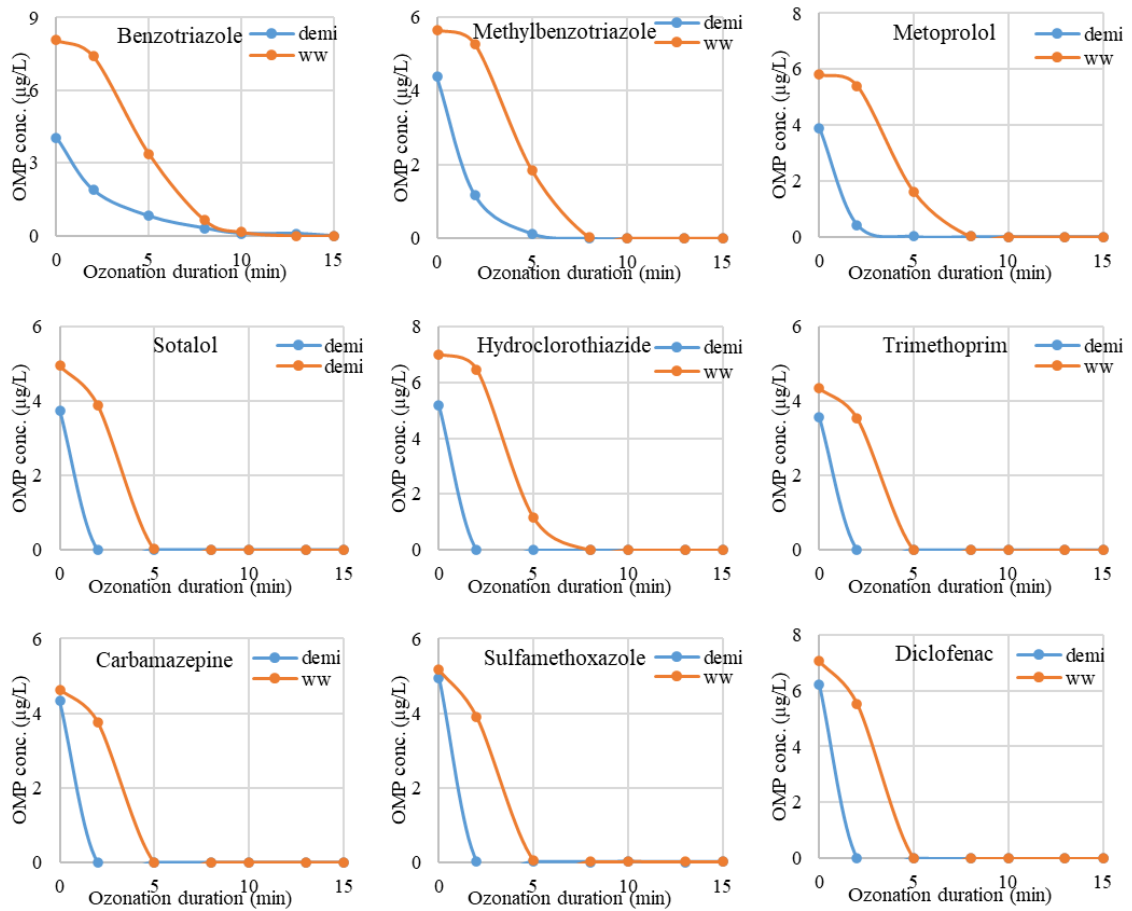 Benzotriazole
demi
ww
OMP conc. (µg/L)
9
6
3
0
0 5 10 15
Ozonation duration (min)
Methylbenzotriazole
demi
ww
OMP conc. (µg/L)
6
4
2
0
0 5 10 15
Ozonation duration (min)
Metoprolol
demi
ww
OMP conc. (µg/L)
8
6
4
2
0
0 5 10 15
Ozonation duration (min)
Sotalol
demi
demi
OMP conc. (µg/L)
6
4
2
0
0 5 10 15
Ozonation duration (min)
Hydroclorothiazide
demi
ww
OMP conc. (µg/L)
8
6
4
2
0
0 5 10 15
Ozonation duration (min)
Trimethoprim
demi
ww
OMP conc. (µg/L)
6
4
2
0
0 5 10 15
Ozonation duration (min)
Carbamazepine
demi
ww
OMP conc. (µg/L)
6
4
2
0
0 5 10 15
Ozonation duration (min)
Sulfamethoxazole
demi
ww
OMP conc. (µg/L)
6
4
2
0
0 5 10 15
Ozonation duration (min)
Diclofenac
demi
ww
OMP conc. (µg/L)
8
6
4
2
0
0 5 10 15
Ozonation duration (min)